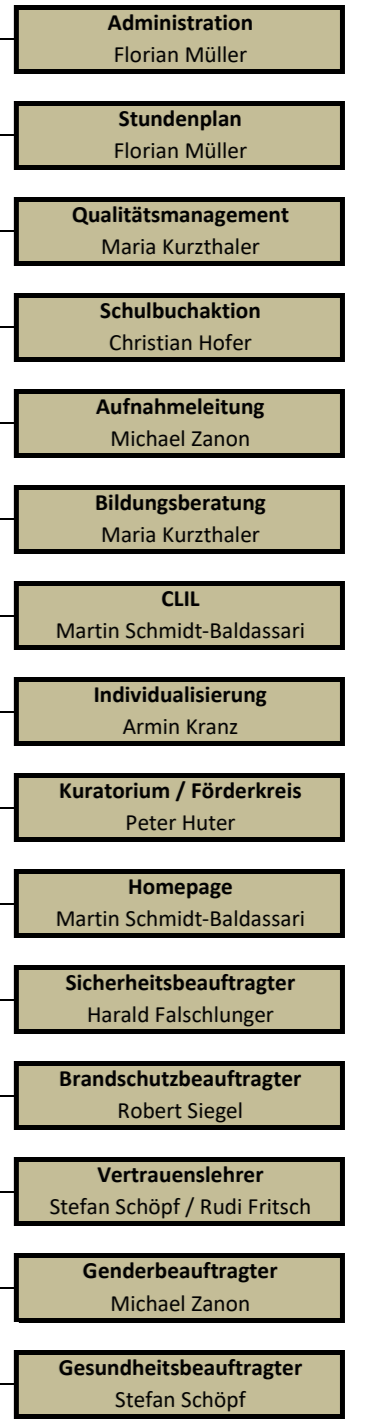 Administration
Florian Müller
Stundenplan
Florian Müller
Qualitätsmanagement
Maria Kurzthaler
Schulbuchaktion
Christian Hofer
Aufnahmeleitung
Michael Zanon
Bildungsberatung
Maria Kurzthaler
CLIL
Martin Schmidt-Baldassari
Individualisierung
Armin Kranz
Kuratorium / Förderkreis
Peter Huter
Homepage
Martin Schmidt-Baldassari
Sicherheitsbeauftragter
Harald Falschlunger
Brandschutzbeauftragter
Robert Siegel
Vertrauenslehrer
Stefan Schöpf / Rudi Fritsch
Genderbeauftragter
Michael Zanon
Gesundheitsbeauftragter
Stefan Schöpf